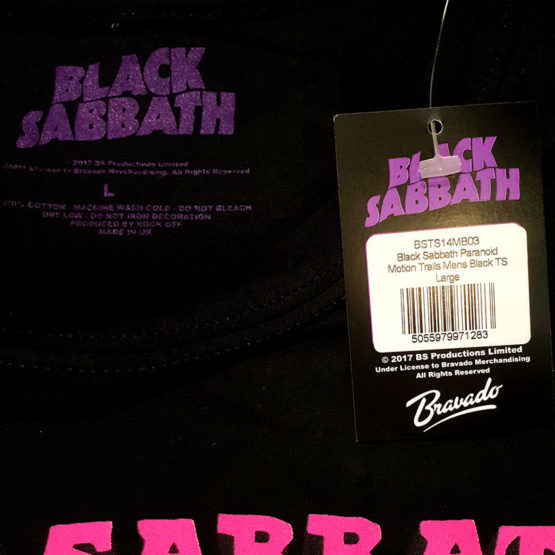 BLACK
SABBATH
2017 BS Productions Limited
Under License to Bravado Merchandising. All Rights Reserved
L
100% COTTON - MACHINE WASH COLD - DO NOT BLEACH
DRY LOW - DO NOT IRON DECORATION
PRODUCED BY ROCK OFF
MADE IN UK
BLACK
SABBATH
BSTS14MB03
Black Sabbath Paranoid
Motion Trails Mens Black TS
Large
5055979971283
© 2017 BS Productions Limited
Under License to Bravado Merchandising
All Rights Reserved
Bravado
SABBAT